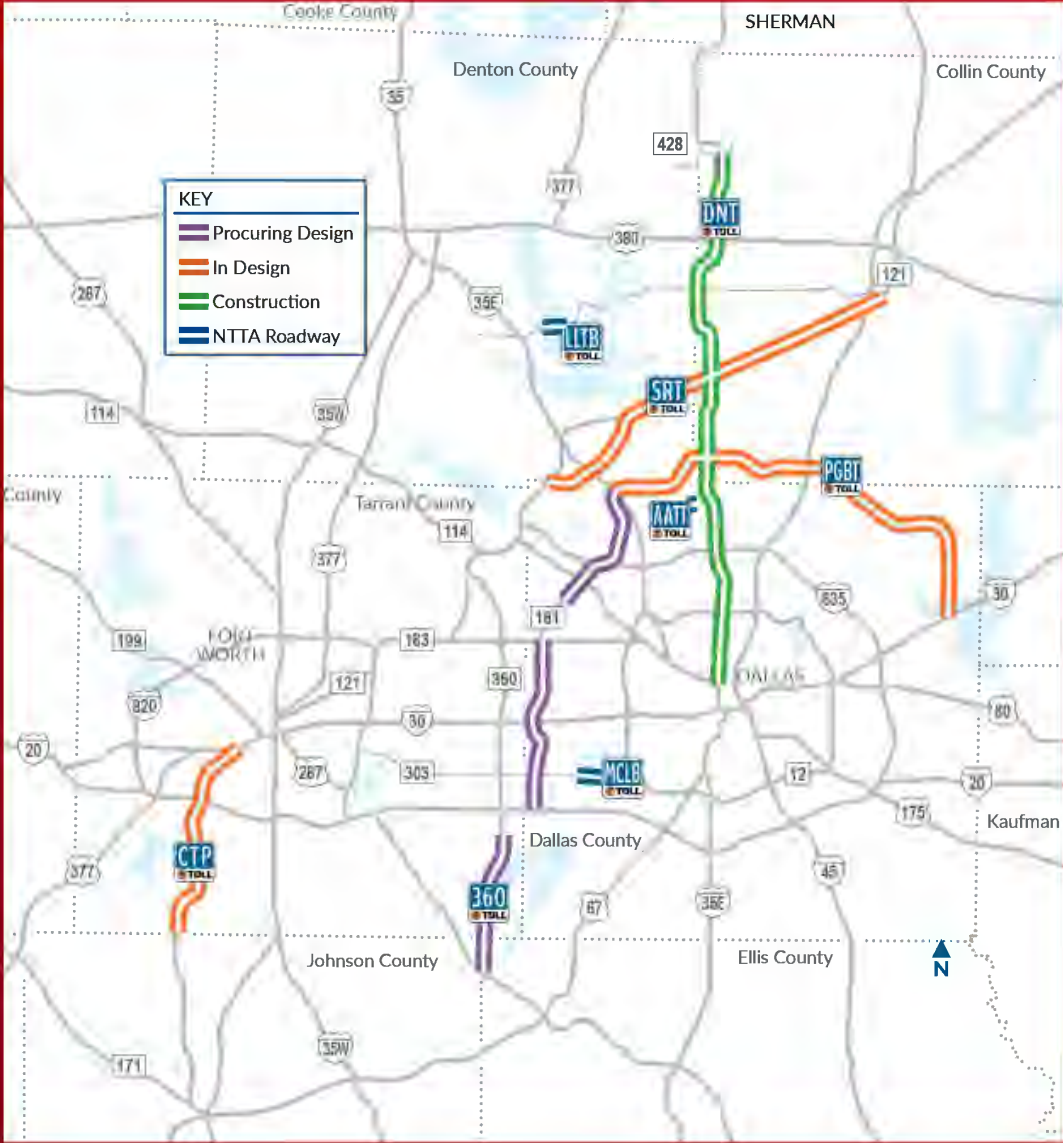 Cooke County
SHERMAN
Denton County
Collin County
35
428
377
KEY
Procuring Design
In Design
Construction
NTTA Roadway
DNT
TOLL
380
121
287
35E
LLTB
TOLL
SRT
TOLL
114
35W
PGBT
TOLL
County
Tarrant County
AATT
TOLL
114
377
635
30
161
199
FORT
WORTH
183
121
360
DALLAS
820
30
80
20
287
303
MCLB
TOLL
12
20
175
Kaufman
Dallas County
CTP
TOLL
377
45
360
TOLL
67
35E
Johnson County
Ellis County
N
35W
171